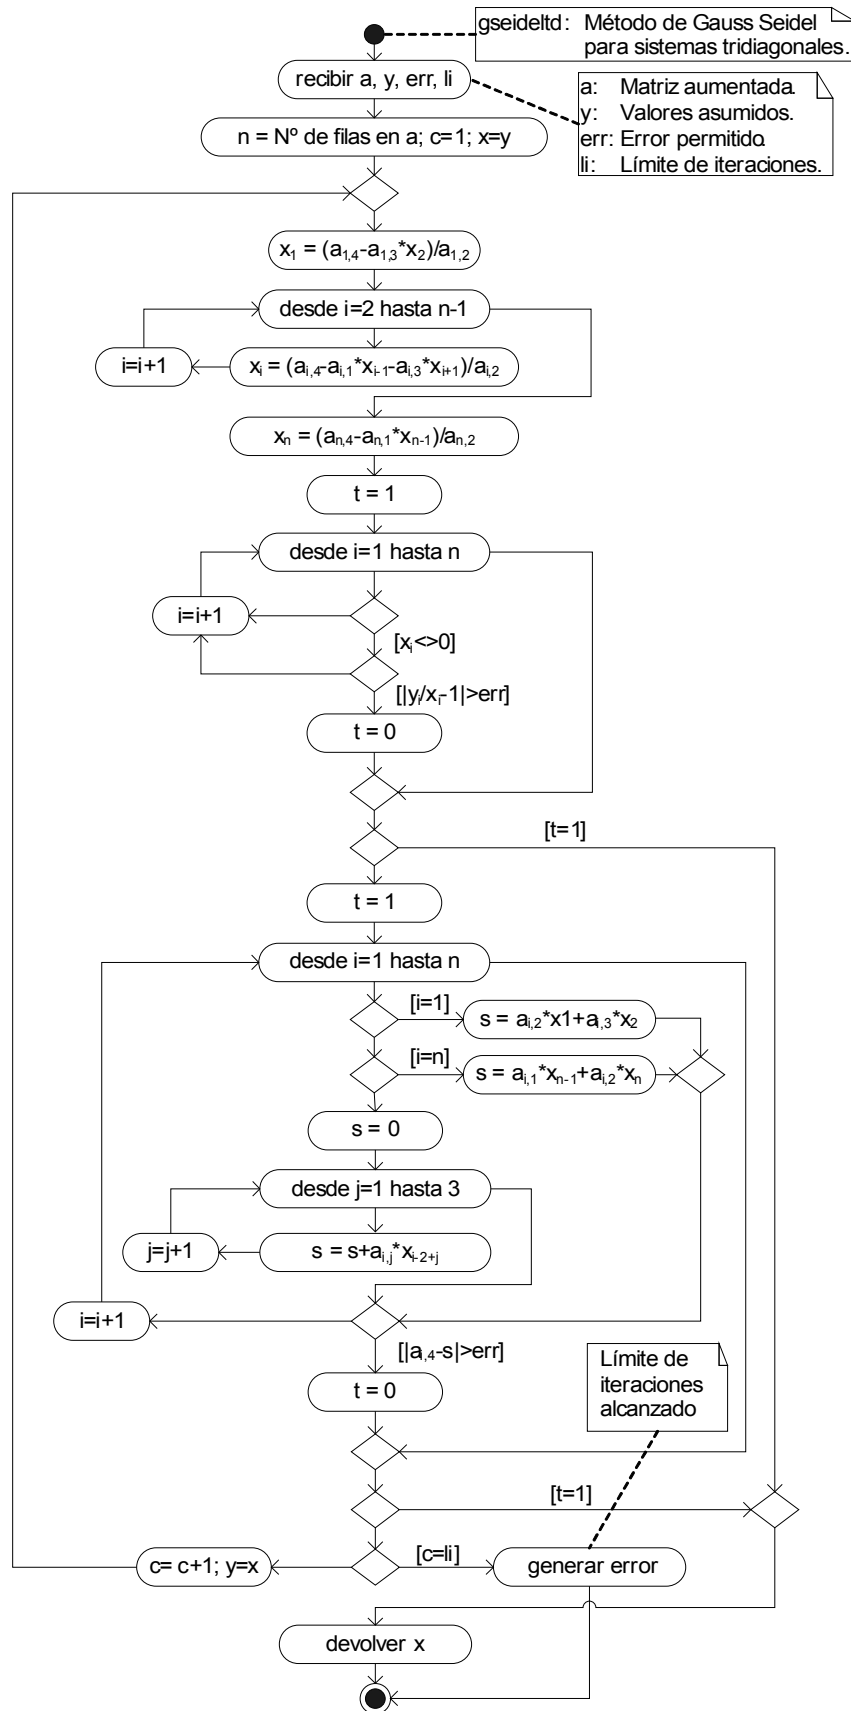 gseideltd: Método de Gauss Seidel
para sistemas tridiagonales.
recibir a, y, err, li
a: Matriz aumentada.
y: Valores asumidos.
err: Error permitido.
li: Límite de iteraciones.
n = Nº de filas en a; c=1; x=y
x₁ = (a₁,₄-a₁,₃*x₂)/a₁,₂
desde i=2 hasta n-1
i=i+1
xᵢ = (aᵢ,₄-aᵢ,₁*xᵢ₋₁-aᵢ,₃*xᵢ₊₁)/aᵢ,₂
xₙ = (aₙ,₄-aₙ,₁*xₙ₋₁)/aₙ,₂
t = 1
desde i=1 hasta n
i=i+1
[xᵢ<>0]
[|yᵢ/xᵢ-1|>err]
t = 0
[t=1]
t = 1
desde i=1 hasta n
[i=1]
s = aᵢ,₂*x1+aᵢ,₃*x₂
[i=n]
s = aᵢ,₁*xₙ₋₁+aᵢ,₂*xₙ
s = 0
desde j=1 hasta 3
j=j+1
s = s+aᵢ,ⱼ*xᵢ₋₂₊ⱼ
i=i+1
[|aᵢ,₄-s|>err]
t = 0
Límite de
iteraciones
alcanzado
[t=1]
c= c+1; y=x
[c=li]
generar error
devolver x